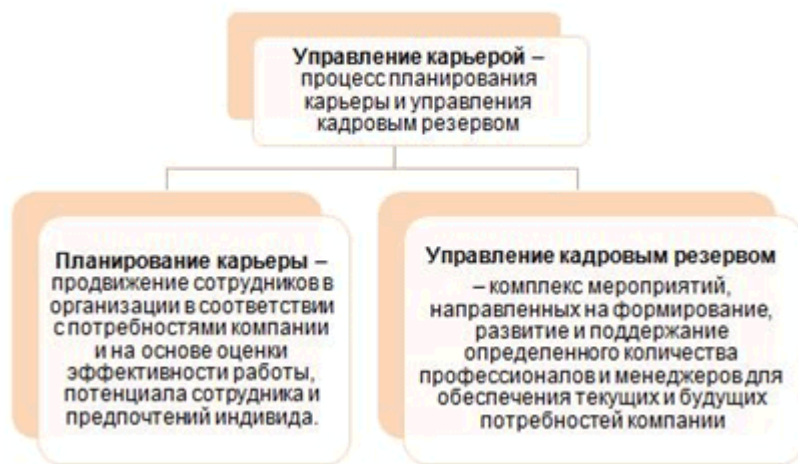 Управление карьерой –
процесс планирования
карьеры и управления
кадровым резервом
Планирование карьеры –
продвижение сотрудников в
организации в соответствии
с потребностями компании
и на основе оценки
эффективности работы,
потенциала сотрудника и
предпочтений индивида.
Управление кадровым резервом
– комплекс мероприятий,
направленных на формирование,
развитие и поддержание
определенного количества
профессионалов и менеджеров для
обеспечения текущих и будущих
потребностей компании